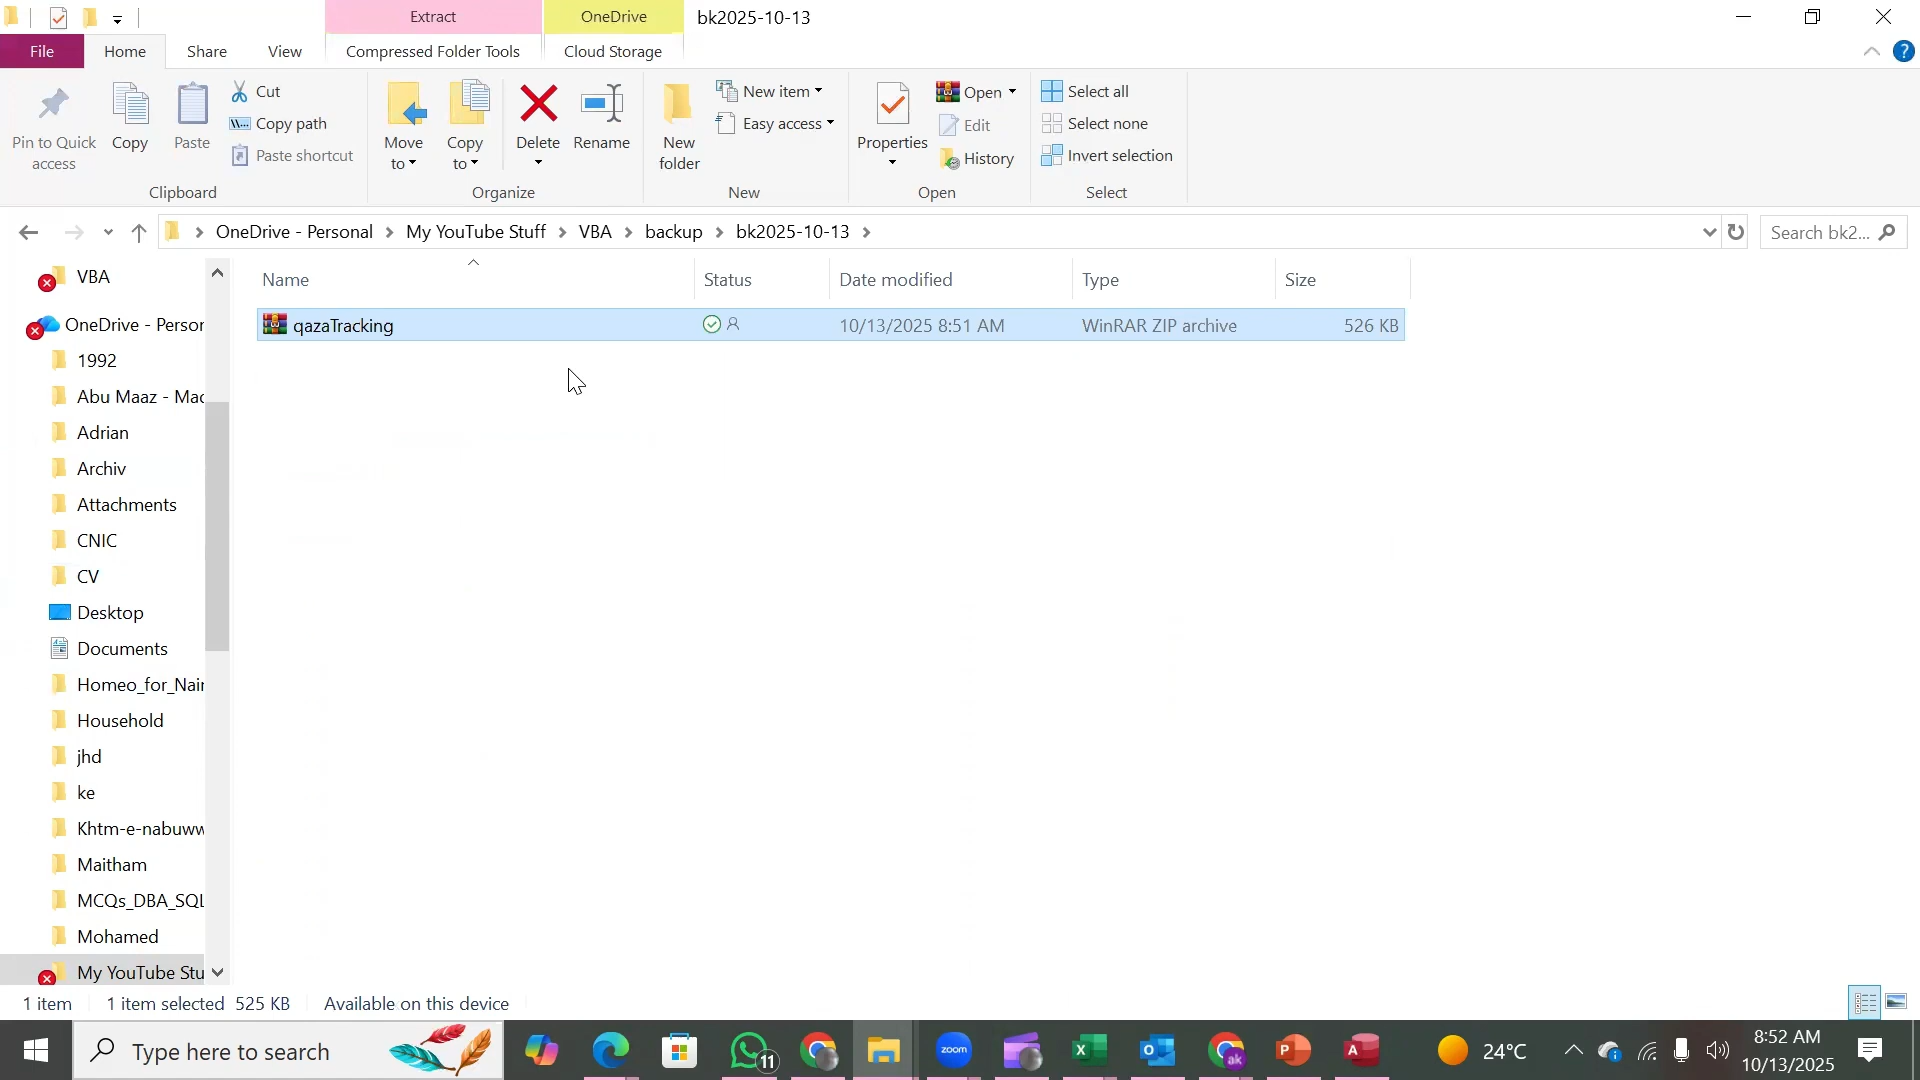 Extract
OneDrive
bk2025-10-13
File
Home
Share
View
Compressed Folder Tools
Cloud Storage
Pin to Quick access
Copy
Paste
Cut
Copy path
Paste shortcut
Clipboard
Move to
Copy to
Delete
Rename
Organize
New folder
New item
Easy access
New
Properties
Open
Edit
History
Open
Select all
Select none
Invert selection
Select
OneDrive - Personal
My YouTube Stuff
VBA
backup
bk2025-10-13
Search bk2...
Name
Status
Date modified
Type
Size
qazaTracking
10/13/2025 8:51 AM
WinRAR ZIP archive
526 KB
VBA
OneDrive - Person
1992
Abu Maaz - Mac
Adrian
Archiv
Attachments
CNIC
CV
Desktop
Documents
Homeo_for_Nair
Household
jhd
ke
Khtm-e-nabuww
Maitham
MCQs_DBA_SQL
Mohamed
My YouTube Stu
1 item
1 item selected 525 KB
Available on this device
Type here to search
11
zoom
ak
24°C
8:52 AM
10/13/2025